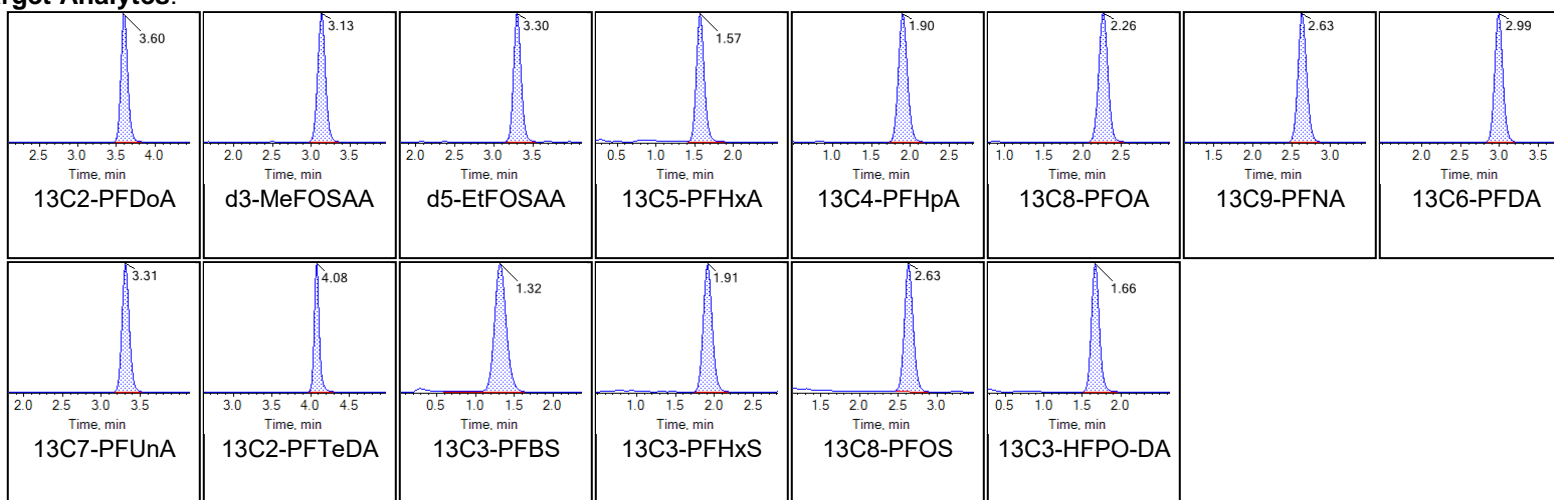 rget Analytes:
3.60 3.13 3.30 1.57 1.90 2.26 2.63 2.99
2.5 3.0 3.5 4.0 2.0 2.5 3.0 3.5 2.0 2.5 3.0 3.5 0.5 1.0 1.5 2.0 1.0 1.5 2.0 2.5 1.0 1.5 2.0 2.5 1.5 2.0 2.5 3.0 2.0 2.5 3.0 3.5
Time, min Time, min Time, min Time, min Time, min Time, min Time, min Time, min
13C2-PFDoA d3-MeFOSAA d5-EtFOSAA 13C5-PFHxA 13C4-PFHpA 13C8-PFOA 13C9-PFNA 13C6-PFDA
3.31 4.08 1.32 1.91 2.63 1.66
2.0 2.5 3.0 3.5 3.0 3.5 4.0 4.5 0.5 1.0 1.5 2.0 1.0 1.5 2.0 2.5 1.5 2.0 2.5 3.0 0.5 1.0 1.5 2.0
Time, min Time, min Time, min Time, min Time, min Time, min
13C7-PFUnA 13C2-PFTeDA 13C3-PFBS 13C3-PFHxS 13C8-PFOS 13C3-HFPO-DA